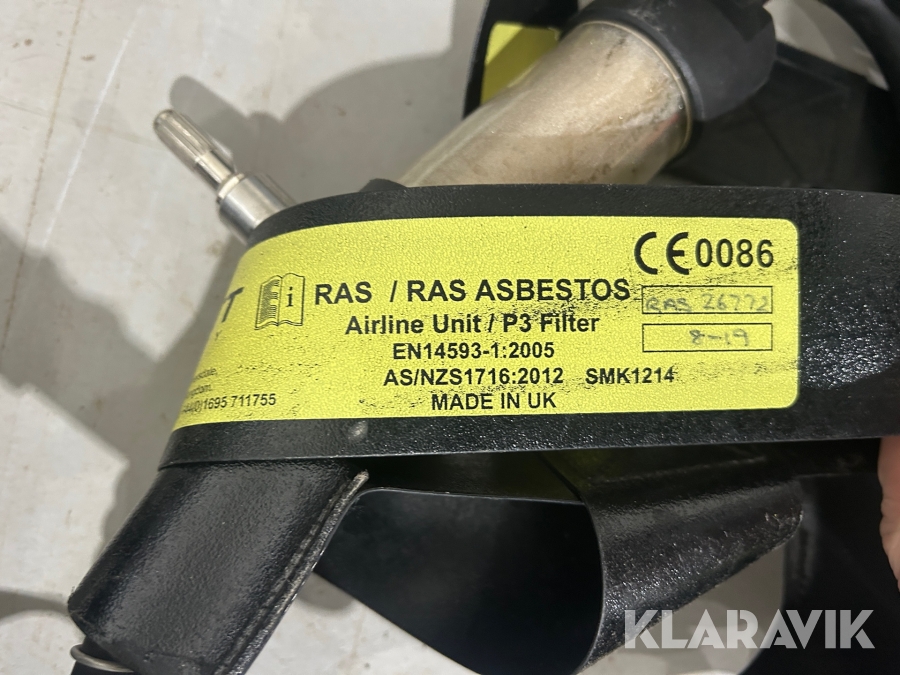 i
RAS / RAS ASBESTOS
Airline Unit / P3 Filter
EN14593-1:2005
AS/NZS1716:2012 SMK1214
MADE IN UK
CE0086
RAS 26772
8-19
1695 711755
KLARAVIK